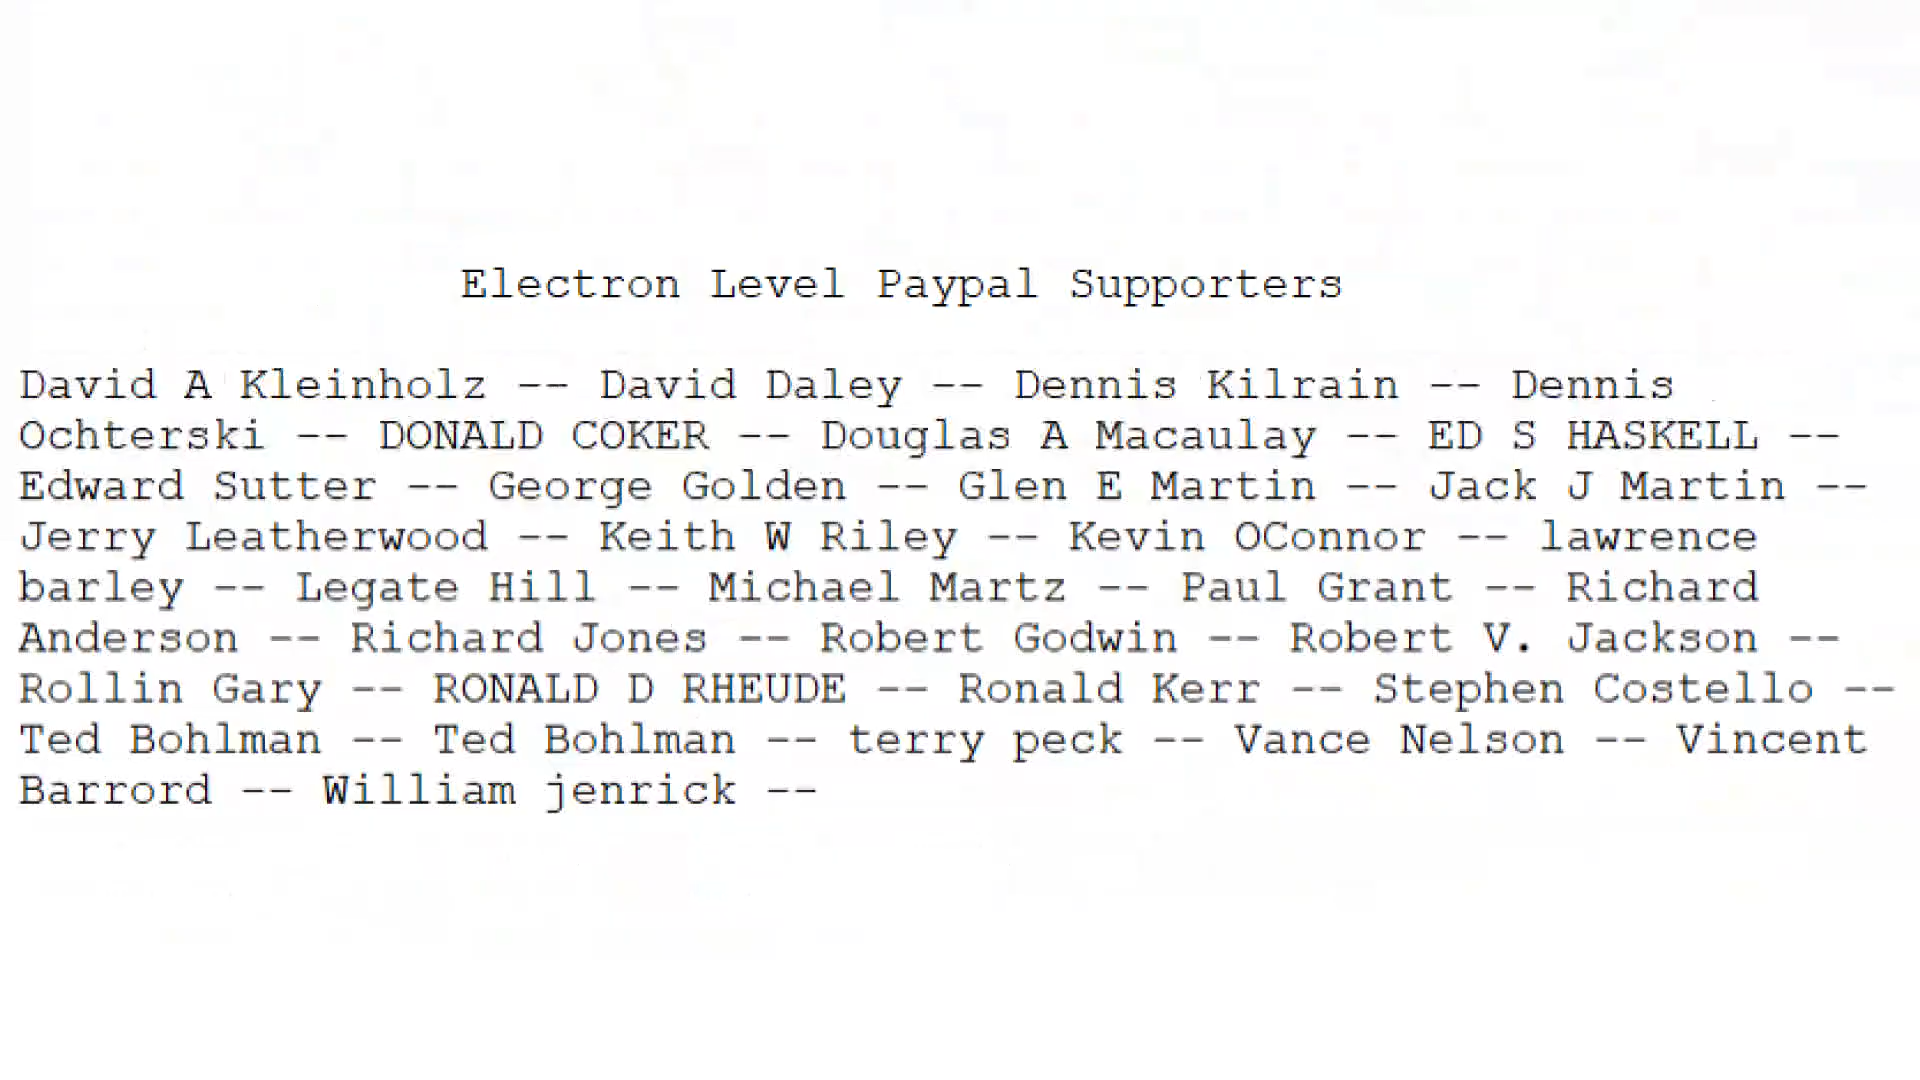 Electron Level Paypal Supporters
David A Kleinholz -- David Daley -- Dennis Kilrain -- Dennis
Ochterski -- DONALD COKER -- Douglas A Macaulay -- ED S HASKELL --
Edward Sutter -- George Golden -- Glen E Martin -- Jack J Martin --
Jerry Leatherwood -- Keith W Riley -- Kevin OConnor -- lawrence
barley -- Legate Hill -- Michael Martz -- Paul Grant -- Richard
Anderson -- Richard Jones -- Robert Godwin -- Robert V. Jackson --
Rollin Gary -- RONALD D RHEUDE -- Ronald Kerr -- Stephen Costello --
Ted Bohlman -- Ted Bohlman -- terry peck -- Vance Nelson -- Vincent
Barrord -- William jenrick --